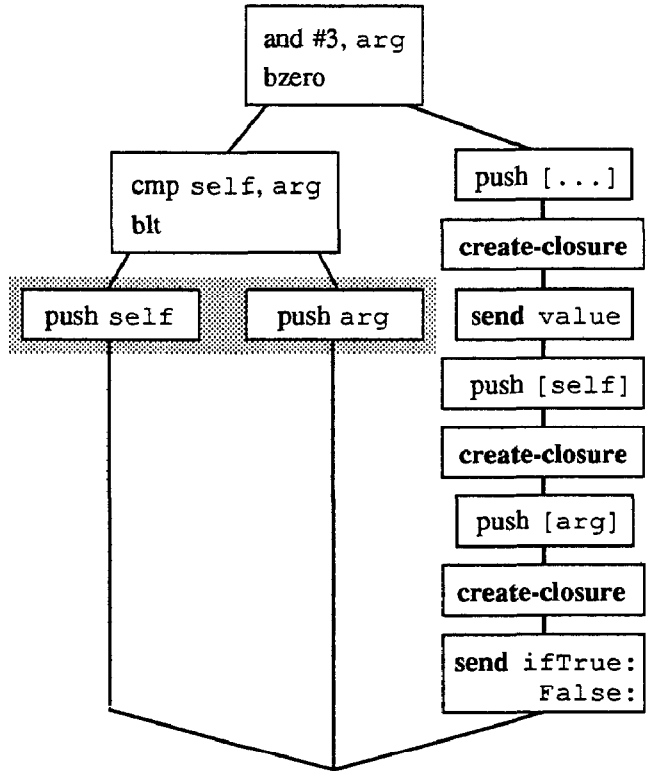 and #3, arg
bzero
cmp self, arg
blt
push self
push arg
push [...]
create-closure
send value
push [self]
create-closure
push [arg]
create-closure
send ifTrue:
False: